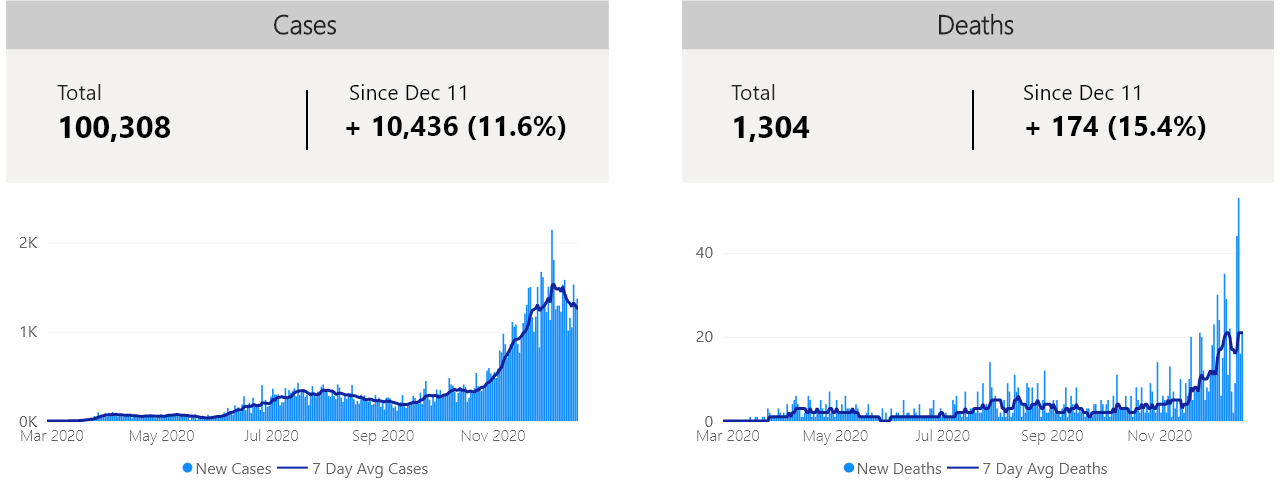 Cases
Total
100,308
Since Dec 11
+ 10,436 (11.6%)
2K
1K
0K
Mar 2020 May 2020 Jul 2020 Sep 2020 Nov 2020
New Cases 7 Day Avg Cases
Deaths
Total
1,304
Since Dec 11
+ 174 (15.4%)
40
20
0
Mar 2020 May 2020 Jul 2020 Sep 2020 Nov 2020
New Deaths 7 Day Avg Deaths